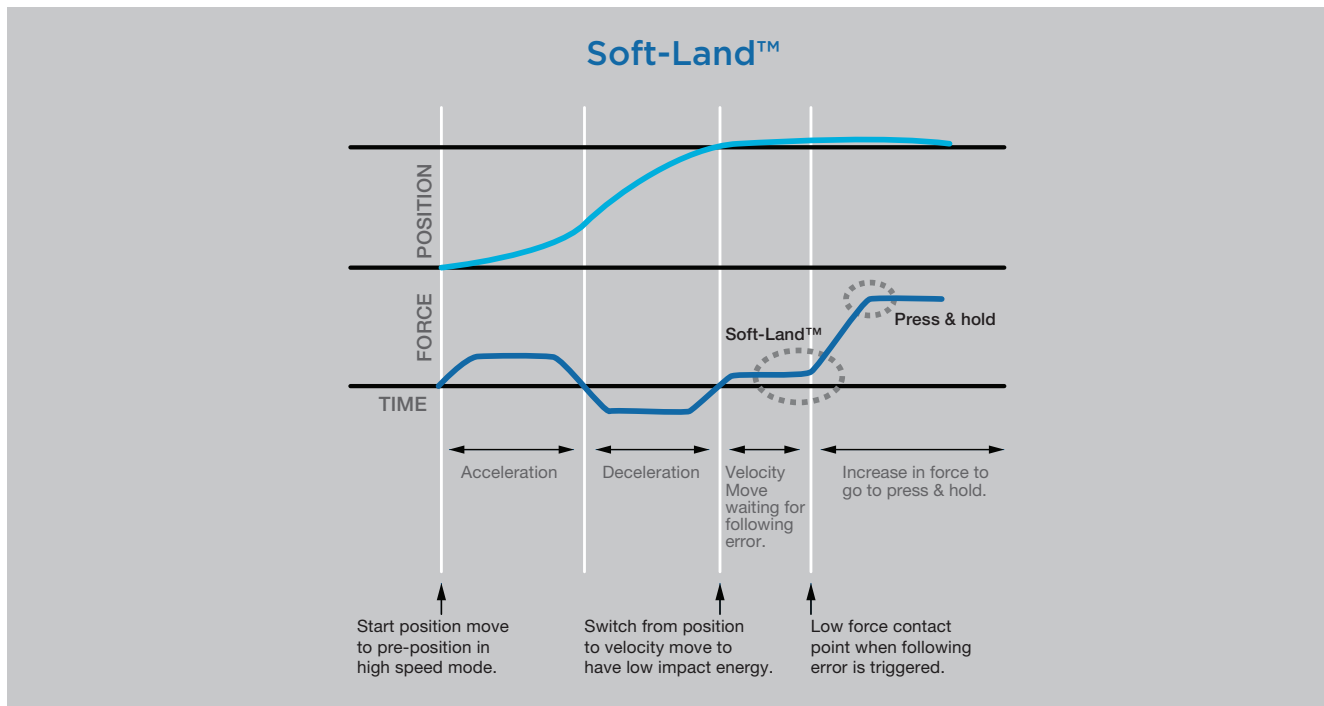 Soft-Land™
POSITION
FORCE
Soft-Land™
Press & hold
TIME
Acceleration
Deceleration
Velocity
Move
waiting for
following
error.
Increase in force to
go to press & hold.
Start position move
to pre-position in
high speed mode.
Switch from position
to velocity move to
have low impact energy.
Low force contact
point when following
error is triggered.